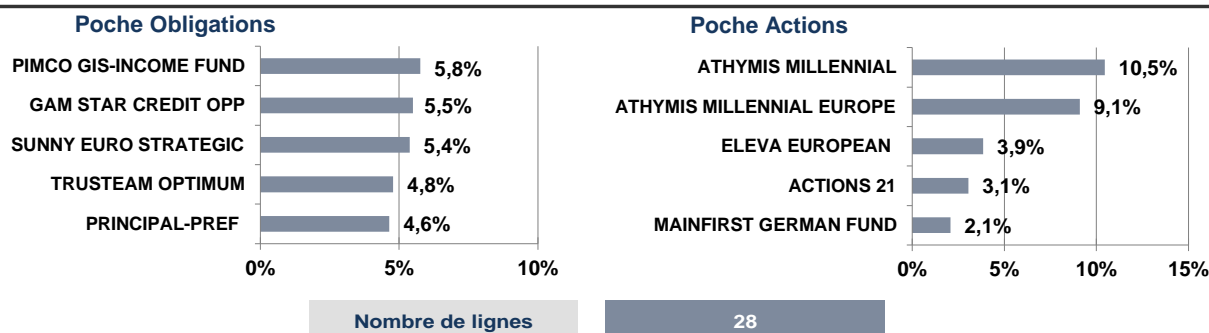 Poche Obligations
PIMCO GIS-INCOME FUND 5,8%
GAM STAR CREDIT OPP 5,5%
SUNNY EURO STRATEGIC 5,4%
TRUSTEAM OPTIMUM 4,8%
PRINCIPAL-PREF 4,6%
0% 5% 10%
Poche Actions
ATHYMIS MILLENNIAL 10,5%
ATHYMIS MILLENNIAL EUROPE 9,1%
ELEVA EUROPEAN 3,9%
ACTIONS 21 3,1%
MAINFIRST GERMAN FUND 2,1%
0% 5% 10% 15%
Nombre de lignes 28